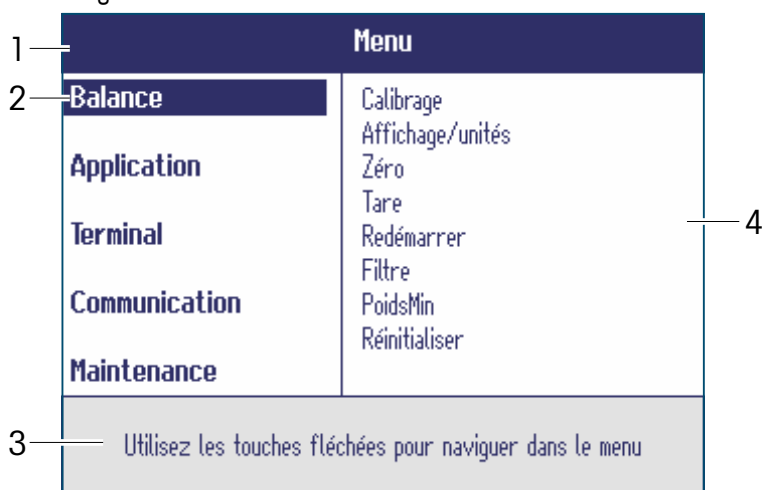 1
Menu
2
Balance
Application
Terminal
Communication
Maintenance
Calibrage
Affichage/unités
Zéro
Tare
Redémarrer
Filtre
PoidsMin
Réinitialiser
4
3
Utilisez les touches fléchées pour naviguer dans le menu